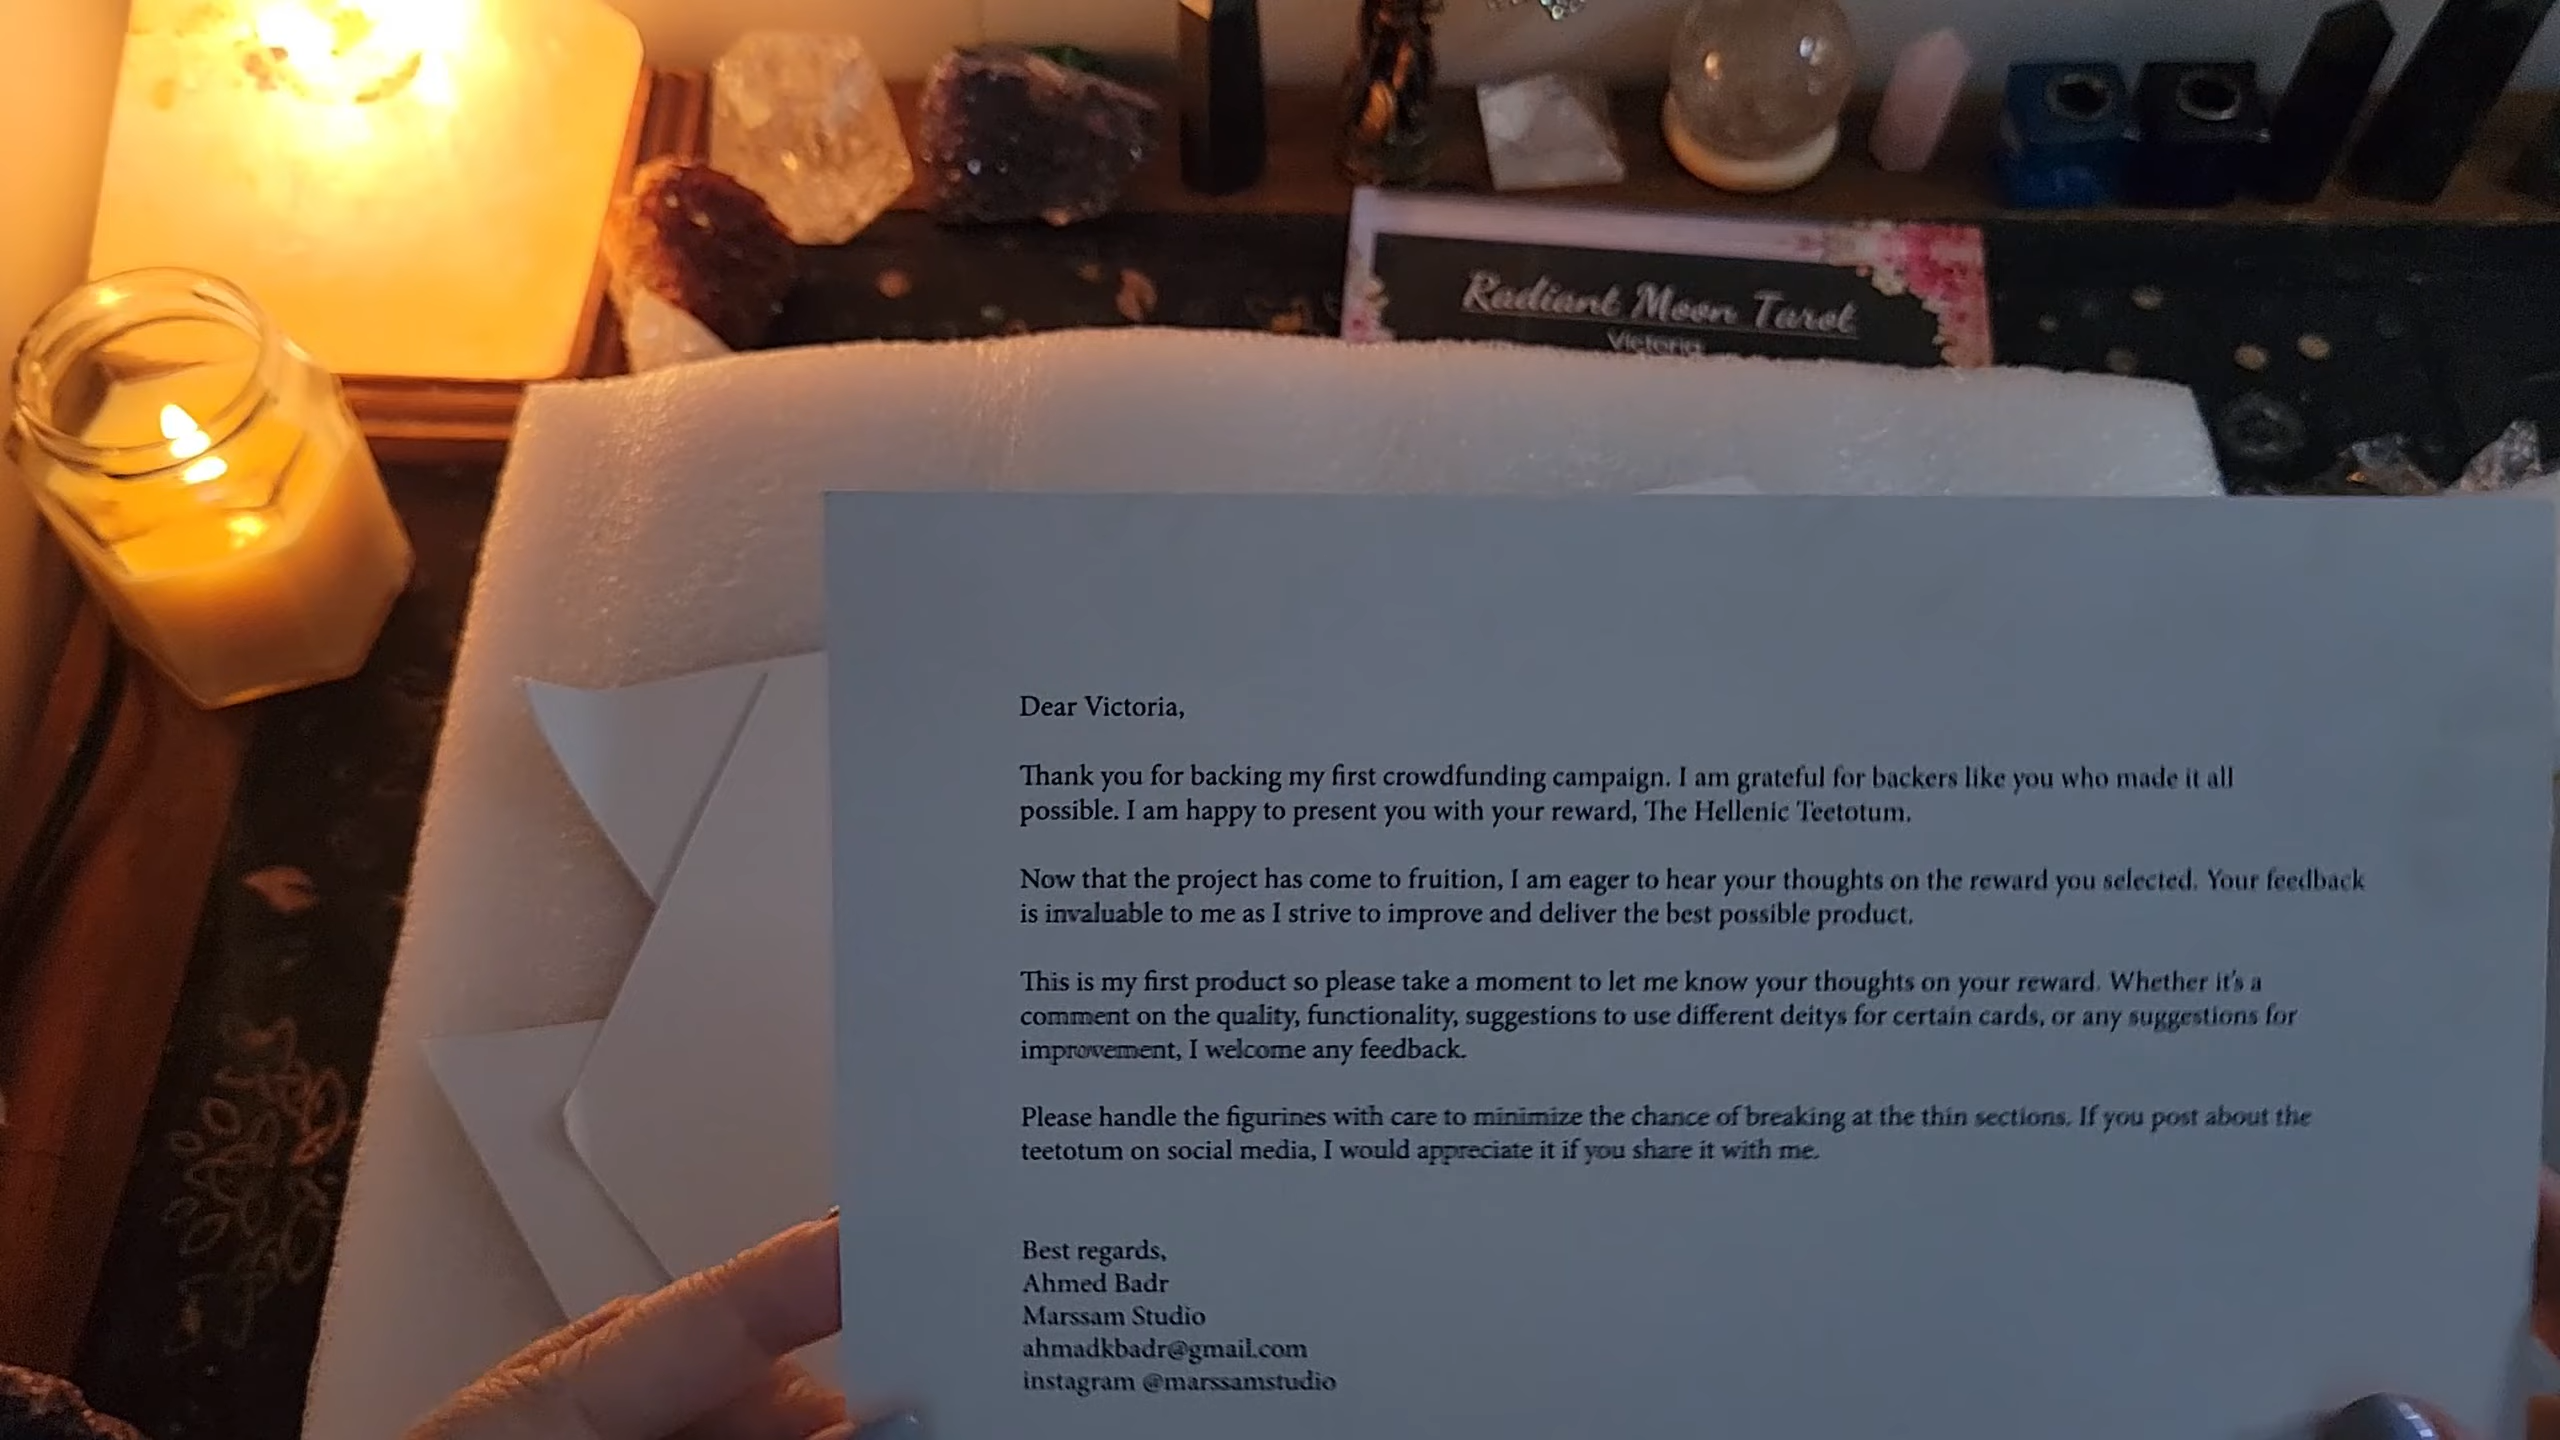 Radiant Moon Tarot
Victoria
Dear Victoria,
Thank you for backing my first crowdfunding campaign. I am grateful for backers like you who made it all
possible. I am happy to present you with your reward, The Hellenic Teetotum.
Now that the project has come to fruition, I am eager to hear your thoughts on the reward you selected. Your feedback
is invaluable to me as I strive to improve and deliver the best possible product.
This is my first product so please take a moment to let me know your thoughts on your reward. Whether it's a
comment on the quality, functionality, suggestions to use different deitys for certain cards, or any suggestions for
improvement, I welcome any feedback.
Please handle the figurines with care to minimize the chance of breaking at the thin sections. If you post about the
teetotum on social media, I would appreciate it if you share it with me.
Best regards,
Ahmed Badr
Marssam Studio
ahmadkbadr@gmail.com
instagram @marssamstudio